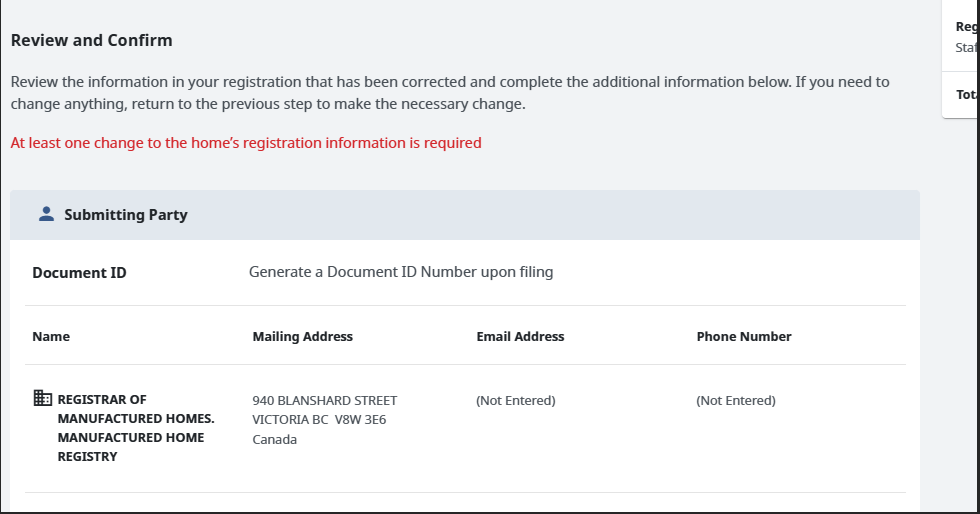 Review and Confirm
Review the information in your registration that has been corrected and complete the additional information below. If you need to
change anything, return to the previous step to make the necessary change.
At least one change to the home's registration information is required
Submitting Party
Document ID
Generate a Document ID Number upon filing
Name
Mailing Address
Email Address
Phone Number
REGISTRAR OF
MANUFACTURED HOMES.
MANUFACTURED HOME
REGISTRY
940 BLANSHARD STREET
VICTORIA BC  V8W 3E6
Canada
(Not Entered)
(Not Entered)